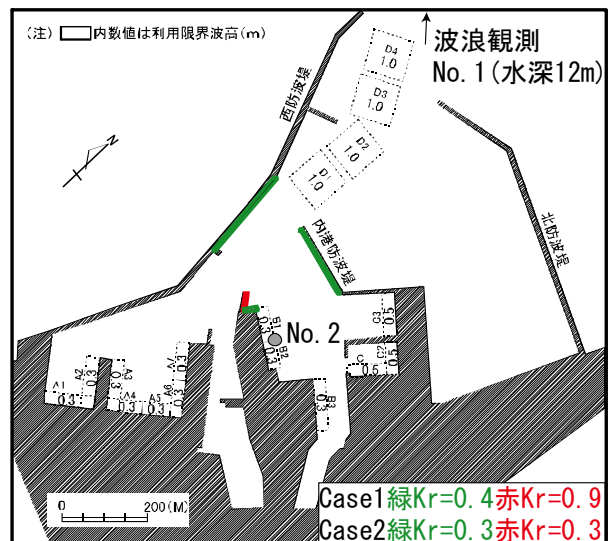 (注) □内数値は利用限界波高(m)
波浪観測
No.1(水深12m)
D4
1.0
D3
1.0
D2
1.0
D1
1.0
西防波堤
N
内港防波堤
北防波堤
No.2
B1
0.3
B2
0.3
B3
0.3
C3
0.5
C2
0.5
C
0.5
A1
0.3
A2
0.3
A3
0.3
A4
0.3
A5
0.3
A6
0.3
A7
0.3
0 200(M)
Case1緑Kr=0.4赤Kr=0.9
Case2緑Kr=0.3赤Kr=0.3